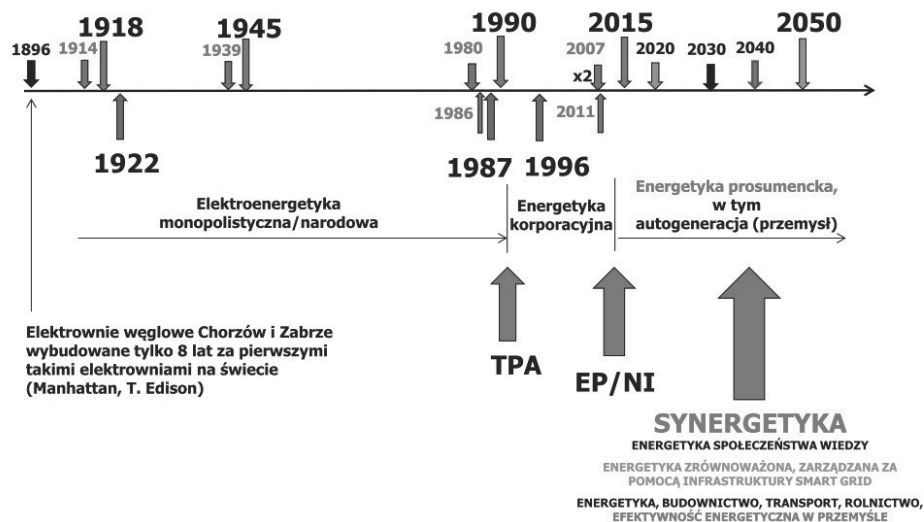 1896
1914
1918
1939
1945
1980
1990
2007
x2
2015
2020
2030
2040
2050
1922
1986
1987
1996
2011
Elektroenergetyka
monopolistyczna/narodowa
Energetyka
korporacyjna
Energetyka prosumencka,
w tym
autogeneracja (przemysł)
Elektrownie węglowe Chorzów i Zabrze
wybudowane tylko 8 lat za pierwszymi
takimi elektrowniami na świecie
(Manhattan, T. Edison)
TPA
EP/NI
SYNERGETYKA
ENERGETYKA SPOŁECZEŃSTWA WIEDZY
ENERGETYKA ZRÓWNOWAŻONA, ZARZĄDZANA ZA
POMOCĄ INFRASTRUKTURY SMART GRID
ENERGETYKA, BUDOWNICTWO, TRANSPORT, ROLNICTWO,
EFEKTYWNOŚĆ ENERGETYCZNA W PRZEMYŚLE